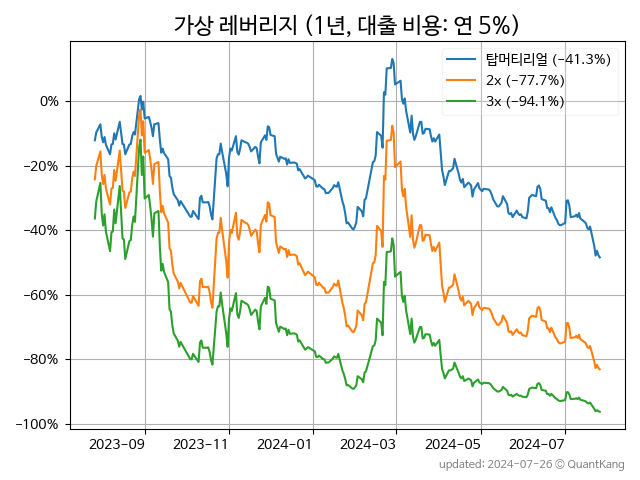 가상 레버리지 (1년, 대출 비용: 연 5%)
탑머티리얼 (−41.3%)
2x (−77.7%)
3x (−94.1%)
0%
−20%
−40%
−60%
−80%
−100%
2023-09 2023-11 2024-01 2024-03 2024-05 2024-07
updated: 2024-07-26 © QuantKang